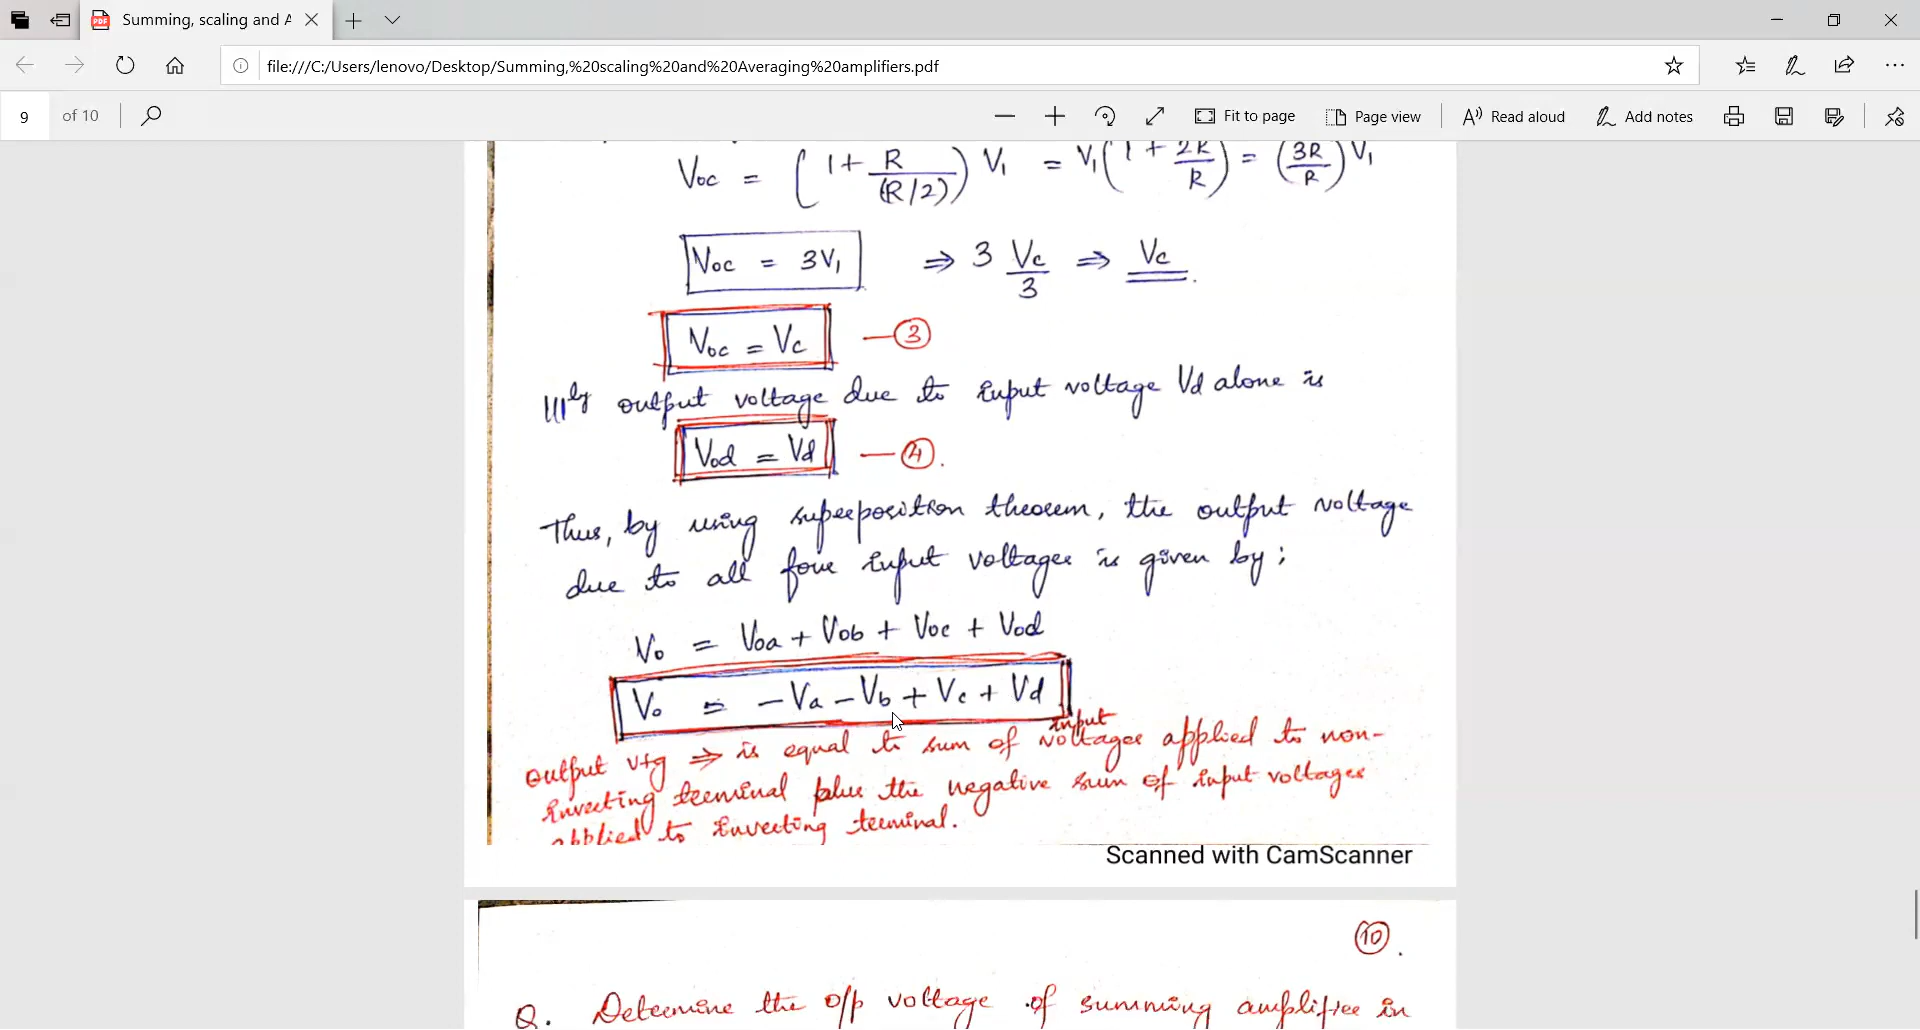 Summing, scaling and A
file:///C:/Users/lenovo/Desktop/Summing,%20scaling%20and%20Averaging%20amplifiers.pdf
9 of 10 Fit to page Page view Read aloud Add notes
Voc = (1 + R/(R/2)) V1 = V1(1 + 2R/R) = (3R/R) V1
Voc = 3V1 ⇒ 3 Vc/3 ⇒ Vc.
Voc = Vc — ③
|||ly output voltage due to input voltage Vd alone is
Vod = Vd — ④.
Thus, by using superposition theorem, the output voltage
due to all four input voltages is given by;
Vo = Voa + Vob + Voc + Vod
Vo = -Va - Vb + Vc + Vd
output vtg ⇒ is equal to sum of input voltages applied to non-
inverting terminal plus the negative sum of input voltages
applied to inverting terminal.
Scanned with CamScanner
⑩.
Q. Determine the o/p voltage of summing amplifier in